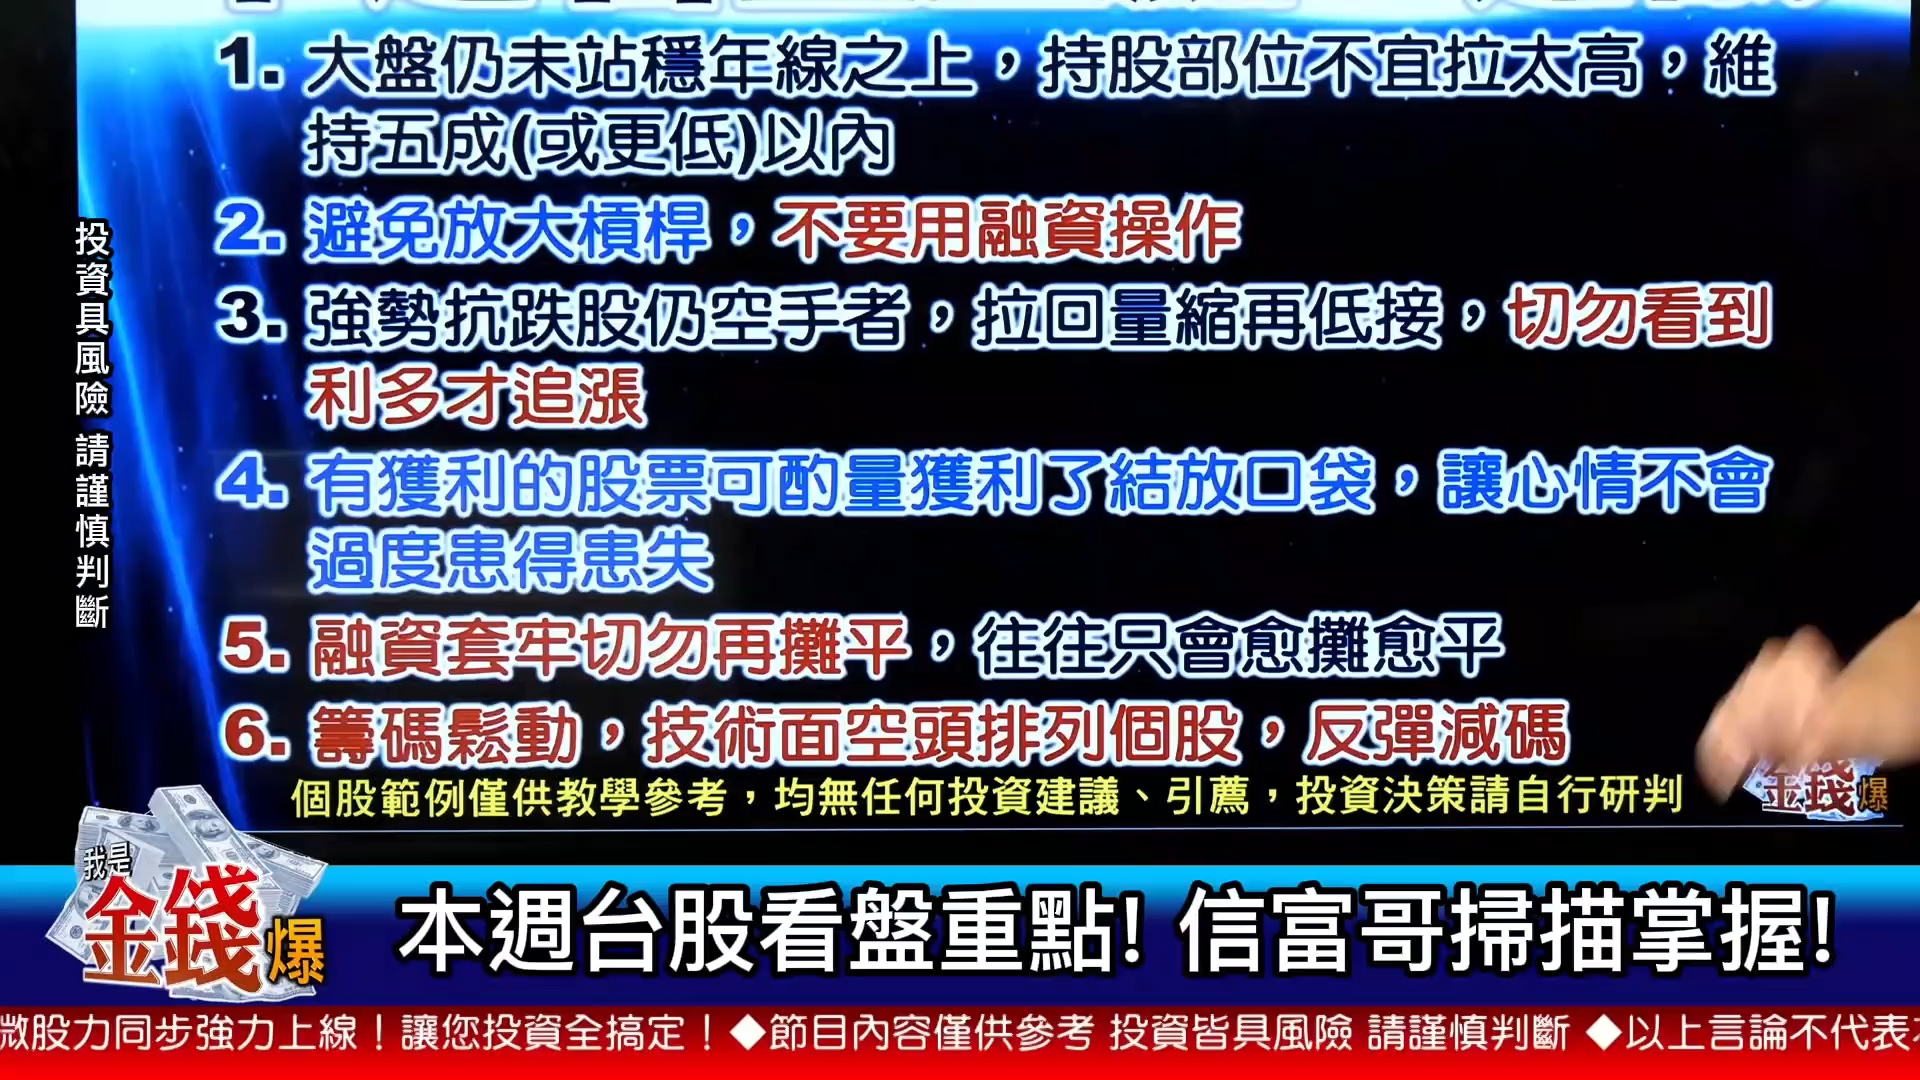 1. 大盤仍未站穩年線之上，持股部位不宜拉太高，維
持五成(或更低)以內
2. 避免放大槓桿，不要用融資操作
3. 強勢抗跌股仍空手者，拉回量縮再低接，切勿看到
利多才追漲
4. 有獲利的股票可酌量獲利了結放口袋，讓心情不會
過度患得患失
5. 融資套牢切勿再攤平，往往只會愈攤愈平
6. 籌碼鬆動，技術面空頭排列個股，反彈減碼
個股範例僅供教學參考，均無任何投資建議、引薦，投資決策請自行研判
金錢爆
投資具風險 請謹慎判斷
我是
金錢爆
本週台股看盤重點! 信富哥掃描掌握!
微股力同步強力上線！讓您投資全搞定！◆節目內容僅供參考 投資皆具風險 請謹慎判斷 ◆以上言論不代表